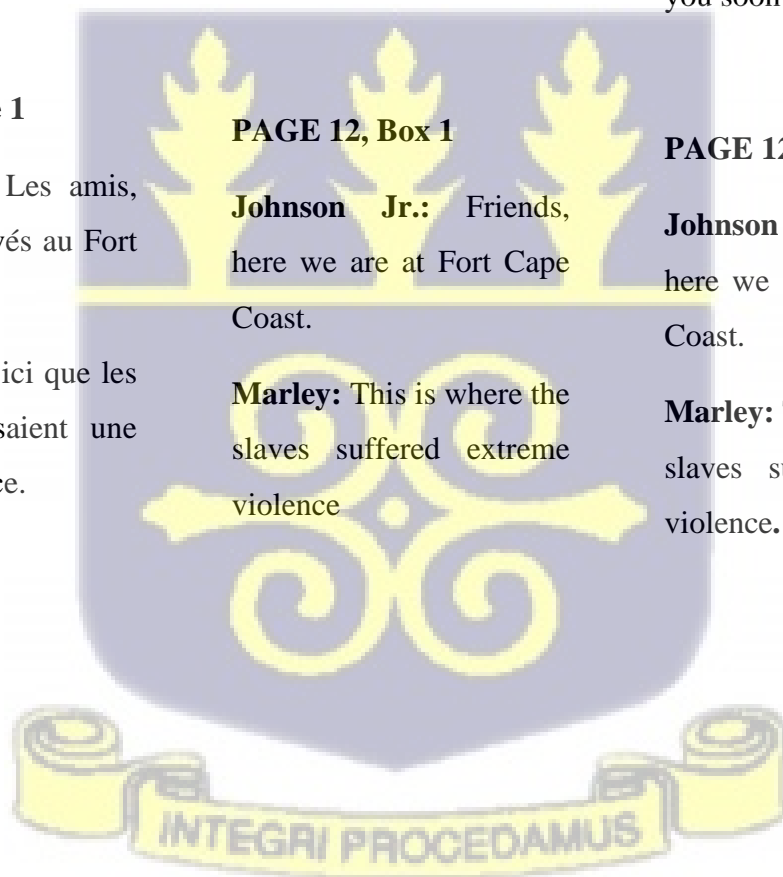 you soon
e 1
Les amis,
vés au Fort
ici que les
saient une
ce.
PAGE 12, Box 1
Johnson Jr.: Friends,
here we are at Fort Cape
Coast.
Marley: This is where the
slaves suffered extreme
violence
PAGE 12
Johnson
here we
Coast.
Marley:
slaves su
violence.
INTEGRI PROCEDAMUS